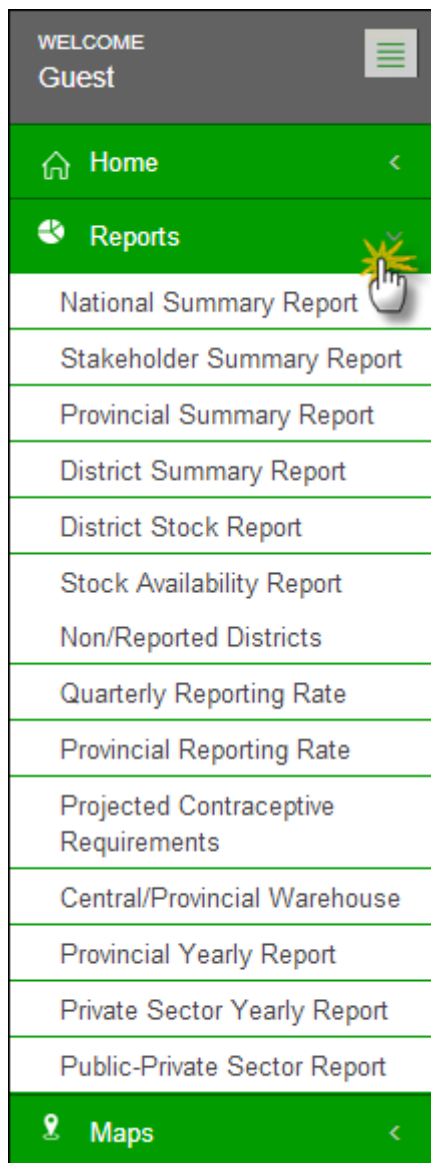 WELCOME
Guest
Home
Reports
National Summary Report
Stakeholder Summary Report
Provincial Summary Report
District Summary Report
District Stock Report
Stock Availability Report
Non/Reported Districts
Quarterly Reporting Rate
Provincial Reporting Rate
Projected Contraceptive
Requirements
Central/Provincial Warehouse
Provincial Yearly Report
Private Sector Yearly Report
Public-Private Sector Report
Maps